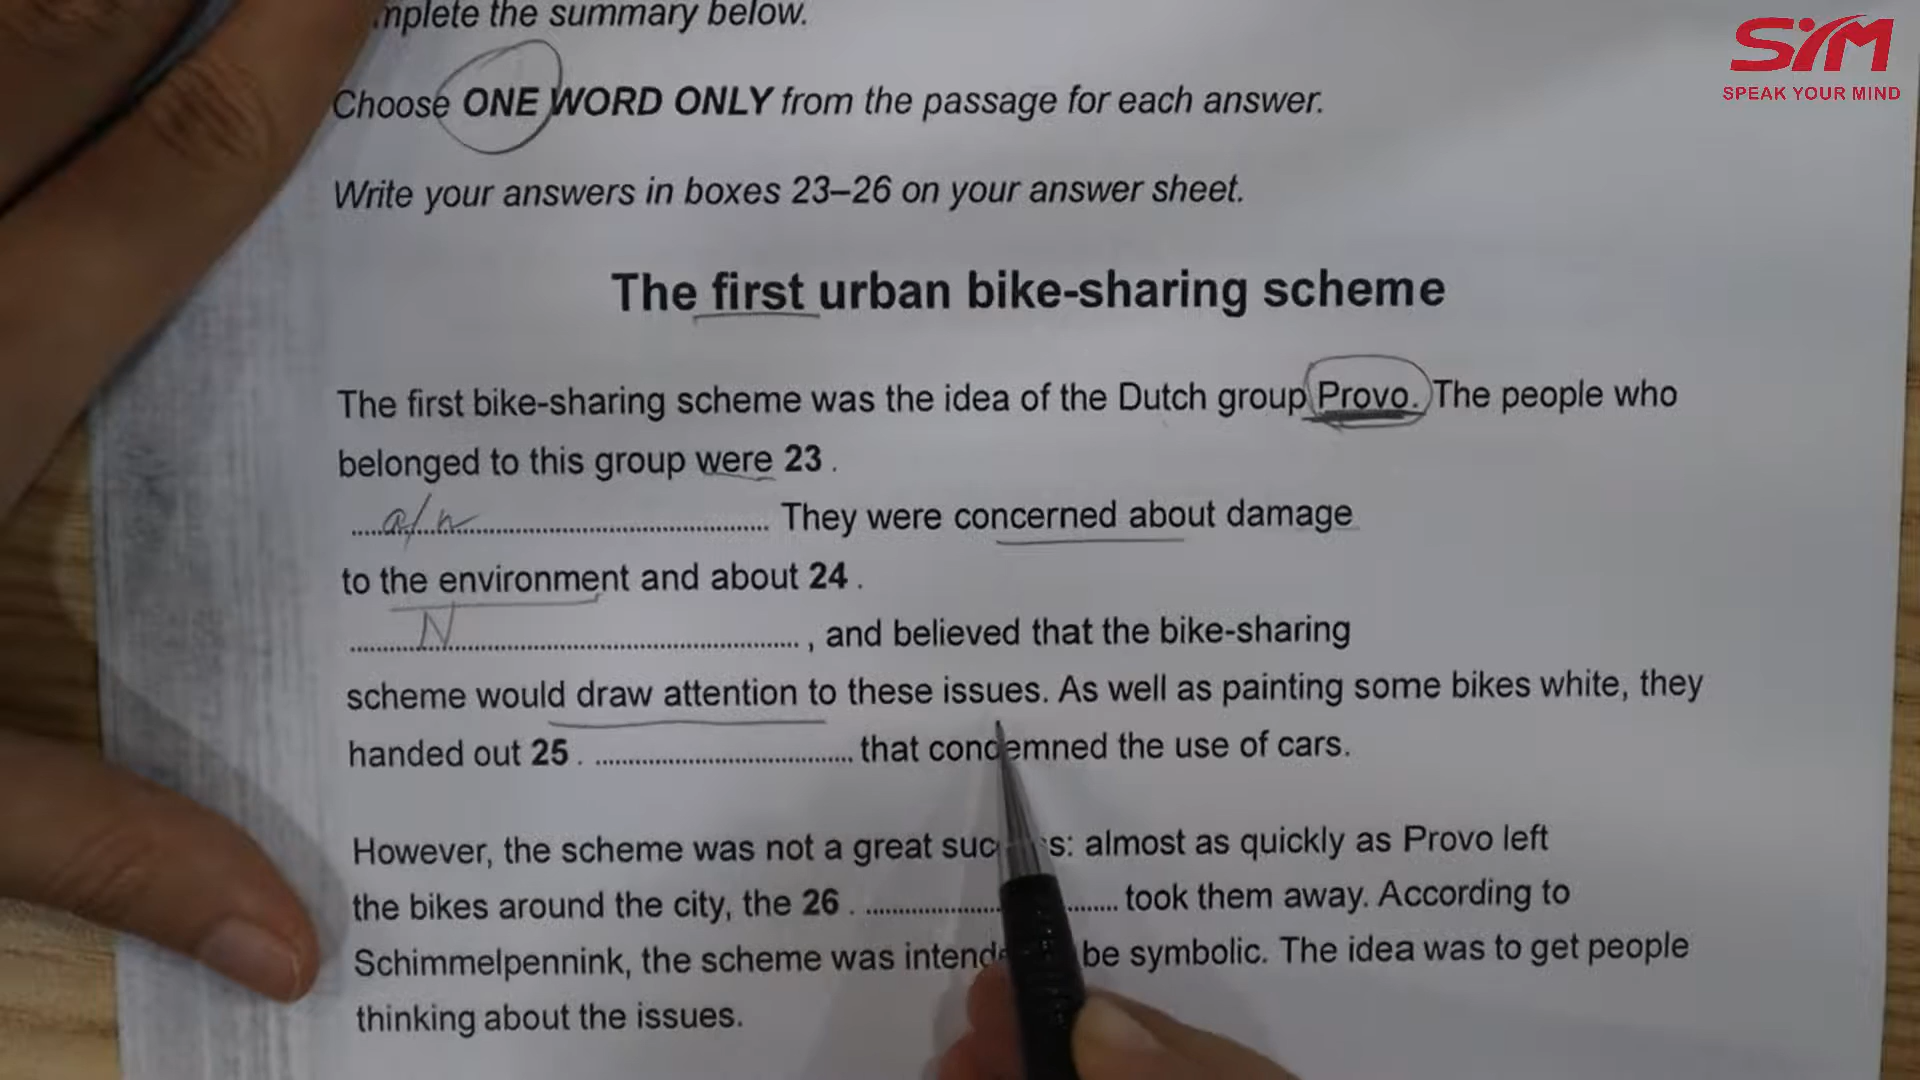 SYM
SPEAK YOUR MIND
mplete the summary below.
Choose ONE WORD ONLY from the passage for each answer.
Write your answers in boxes 23–26 on your answer sheet.
The first urban bike-sharing scheme
The first bike-sharing scheme was the idea of the Dutch group Provo. The people who
belonged to this group were 23 .
a/n They were concerned about damage
to the environment and about 24 .
N , and believed that the bike-sharing
scheme would draw attention to these issues. As well as painting some bikes white, they
handed out 25 . that condemned the use of cars.
However, the scheme was not a great suc s: almost as quickly as Provo left
the bikes around the city, the 26 . took them away. According to
Schimmelpennink, the scheme was intende be symbolic. The idea was to get people
thinking about the issues.